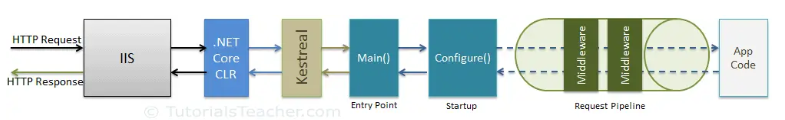 HTTP Request
HTTP Response
IIS
.NET
Core
CLR
Kestreal
Main()
Entry Point
Configure()
Startup
Middleware
Middleware
Request Pipeline
App
Code
© TutorialsTeacher.com